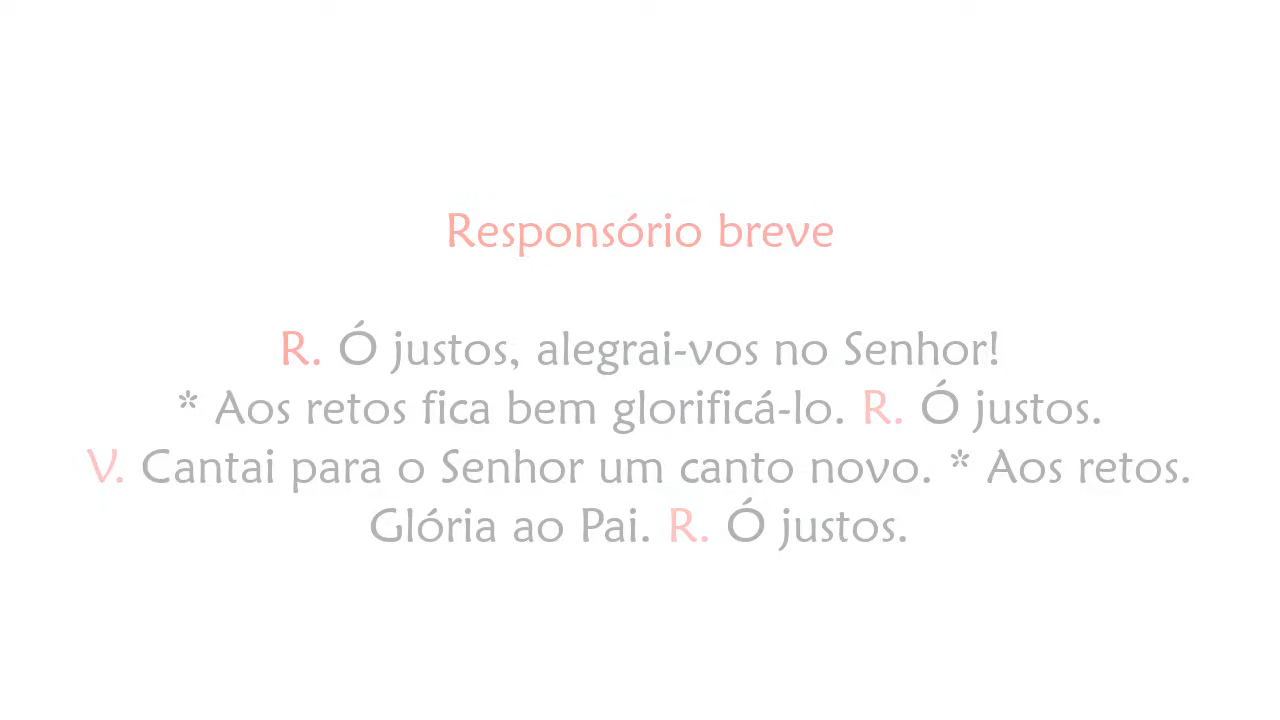 Responsório breve
R. Ó justos, alegrai-vos no Senhor!
* Aos retos fica bem glorificá-lo. R. Ó justos.
V. Cantai para o Senhor um canto novo. * Aos retos.
Glória ao Pai. R. Ó justos.